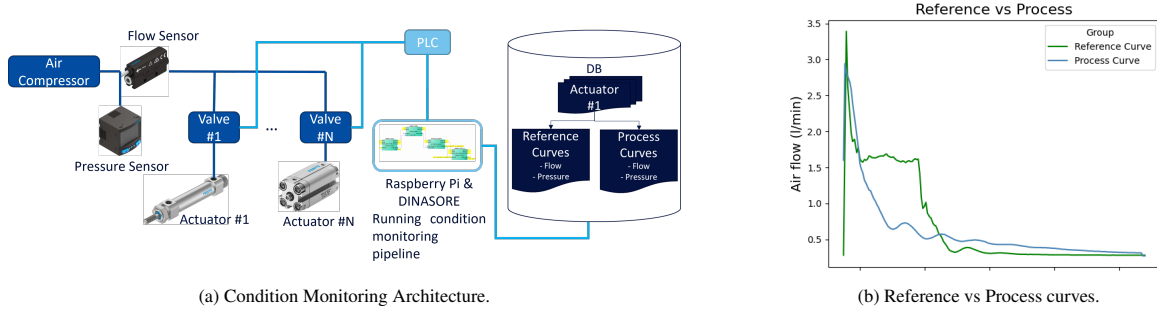 Flow Sensor
Air
Compressor
Pressure Sensor
Valve
#1
...
Valve
#N
Actuator #1
Actuator #N
PLC
Raspberry Pi &
DINASORE
Running condition
monitoring
pipeline
DB
Actuator
#1
Reference
Curves
- Flow
- Pressure
Process
Curves
- Flow
- Pressure
(a) Condition Monitoring Architecture.
Reference vs Process
Group
Reference Curve
Process Curve
Air flow (l/min)
3.5
3.0
2.5
2.0
1.5
1.0
0.5
(b) Reference vs Process curves.